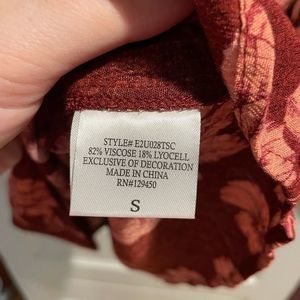 STYLE# E2U028TSC
82% VISCOSE 18% LYOCELL
EXCLUSIVE OF DECORATION
MADE IN CHINA
RN#129450
S